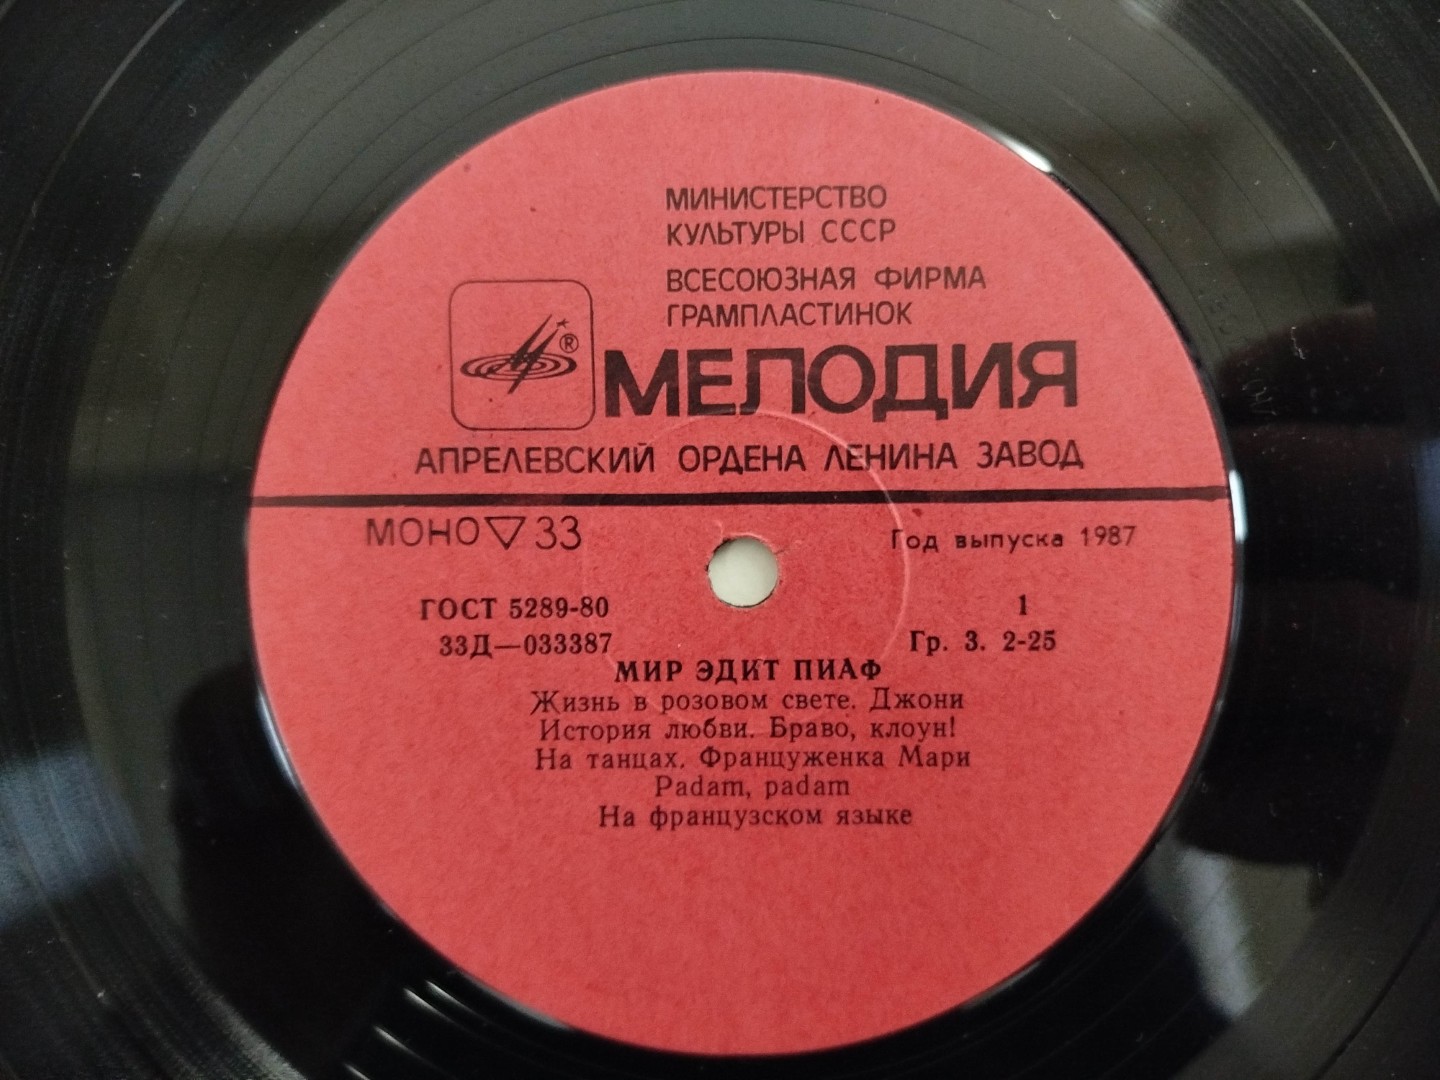 МИНИСТЕРСТВО
КУЛЬТУРЫ СССР
ВСЕСОЮЗНАЯ ФИРМА
ГРАМПЛАСТИНОК
®
МЕЛОДИЯ
АПРЕЛЕВСКИЙ ОРДЕНА ЛЕНИНА ЗАВОД
МОНО ▽ 33
Год выпуска 1987
ГОСТ 5289-80
1
33Д—033387
Гр. 3. 2-25
МИР ЭДИТ ПИАФ
Жизнь в розовом свете. Джони
История любви. Браво, клоун!
На танцах. Француженка Мари
Padam, padam
На французском языке